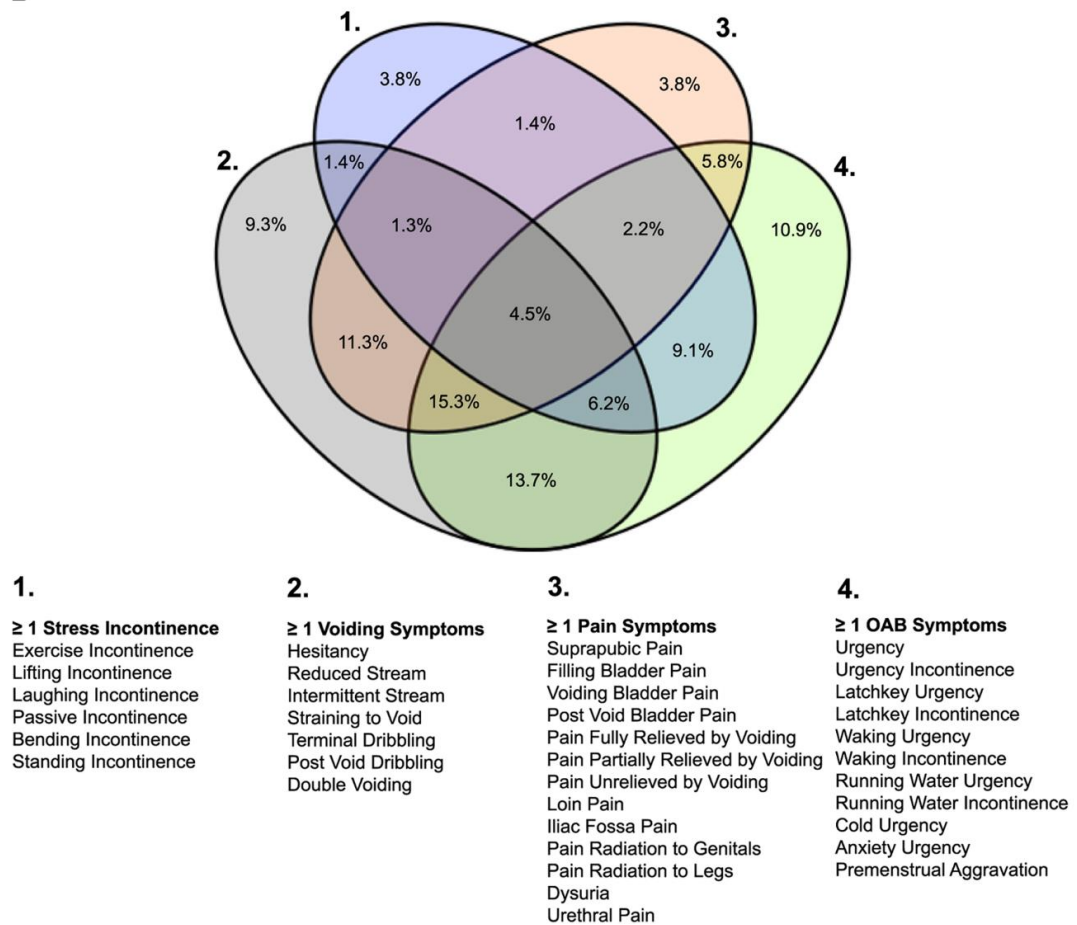 1.
3.
3.8%
3.8%
1.4%
2.
1.4%
5.8%
4.
9.3%
1.3%
2.2%
10.9%
4.5%
11.3%
9.1%
15.3%
6.2%
13.7%
1.
≥ 1 Stress Incontinence
Exercise Incontinence
Lifting Incontinence
Laughing Incontinence
Passive Incontinence
Bending Incontinence
Standing Incontinence
2.
≥ 1 Voiding Symptoms
Hesitancy
Reduced Stream
Intermittent Stream
Straining to Void
Terminal Dribbling
Post Void Dribbling
Double Voiding
3.
≥ 1 Pain Symptoms
Suprapubic Pain
Filling Bladder Pain
Voiding Bladder Pain
Post Void Bladder Pain
Pain Fully Relieved by Voiding
Pain Partially Relieved by Voiding
Pain Unrelieved by Voiding
Loin Pain
Iliac Fossa Pain
Pain Radiation to Genitals
Pain Radiation to Legs
Dysuria
Urethral Pain
4.
≥ 1 OAB Symptoms
Urgency
Urgency Incontinence
Latchkey Urgency
Latchkey Incontinence
Waking Urgency
Waking Incontinence
Running Water Urgency
Running Water Incontinence
Cold Urgency
Anxiety Urgency
Premenstrual Aggravation